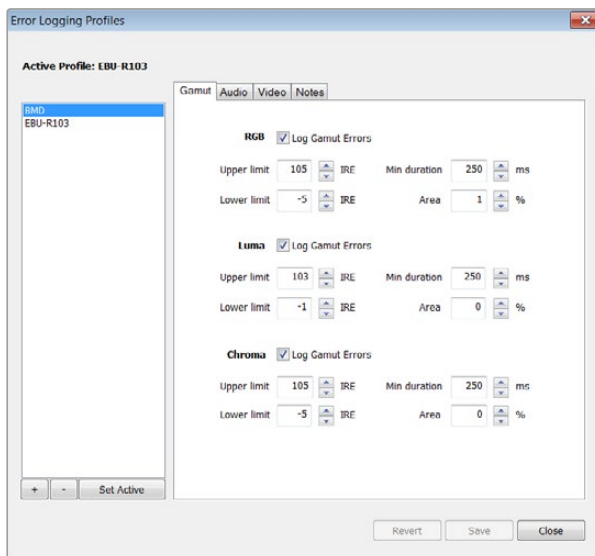 Error Logging Profiles
Active Profile: EBU-R103
BMD
EBU-R103
+ - Set Active
Gamut Audio Video Notes
RGB Log Gamut Errors
Upper limit 105 IRE Min duration 250 ms
Lower limit -5 IRE Area 1 %
Luma Log Gamut Errors
Upper limit 103 IRE Min duration 250 ms
Lower limit -1 IRE Area 0 %
Chroma Log Gamut Errors
Upper limit 105 IRE Min duration 250 ms
Lower limit -5 IRE Area 0 %
Revert Save Close